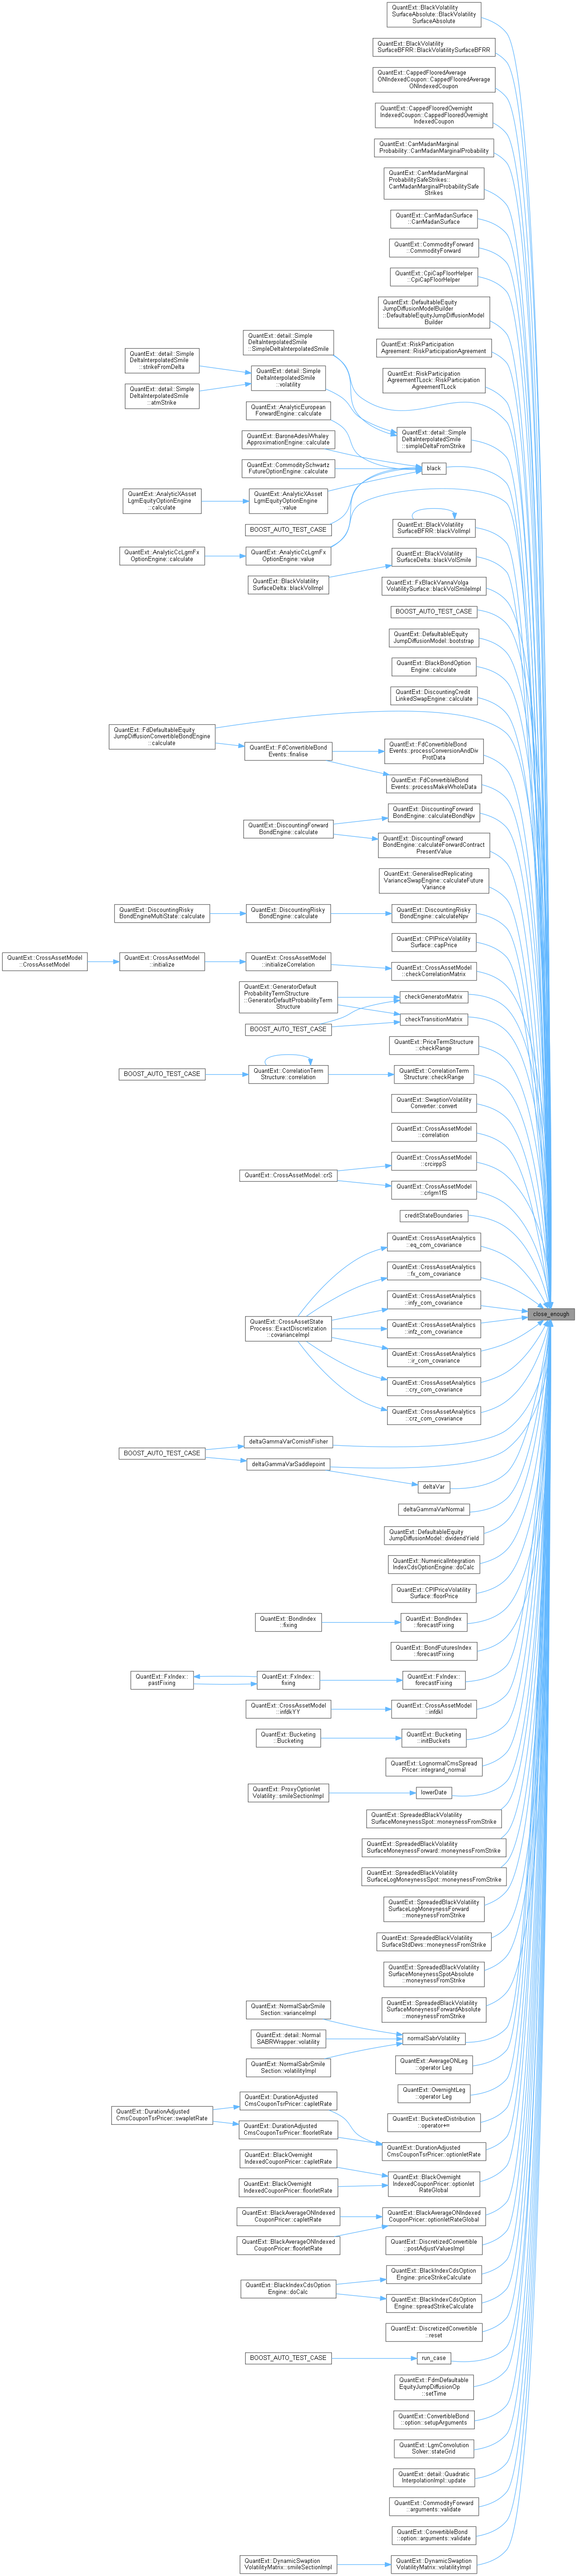 QuantExt::BlackVolatility
SurfaceAbsolute::BlackVolatility
SurfaceAbsolute
QuantExt::BlackVolatility
SurfaceBFRR::BlackVolatilitySurfaceBFRR
QuantExt::CappedFlooredAverage
ONIndexedCoupon::CappedFlooredAverage
ONIndexedCoupon
QuantExt::CappedFlooredOvernight
IndexedCoupon::CappedFlooredOvernight
IndexedCoupon
QuantExt::CarrMadanMarginal
Probability::CarrMadanMarginalProbability
QuantExt::CarrMadanMarginal
ProbabilitySafeStrikes::
CarrMadanMarginalProbabilitySafe
Strikes
QuantExt::CarrMadanSurface
::CarrMadanSurface
QuantExt::CommodityForward
::CommodityForward
QuantExt::CpiCapFloorHelper
::CpiCapFloorHelper
QuantExt::DefaultableEquity
JumpDiffusionModelBuilder
::DefaultableEquityJumpDiffusionModel
Builder
QuantExt::RiskParticipation
Agreement::RiskParticipationAgreement
QuantExt::RiskParticipation
AgreementTLock::RiskParticipation
AgreementTLock
QuantExt::detail::Simple
DeltaInterpolatedSmile
::SimpleDeltaInterpolatedSmile
QuantExt::detail::Simple
DeltaInterpolatedSmile
::strikeFromDelta
QuantExt::detail::Simple
DeltaInterpolatedSmile
::volatility
QuantExt::detail::Simple
DeltaInterpolatedSmile
::atmStrike
QuantExt::AnalyticEuropean
ForwardEngine::calculate
QuantExt::detail::Simple
DeltaInterpolatedSmile
::simpleDeltaFromStrike
QuantExt::BaroneAdesiWhaley
ApproximationEngine::calculate
black
QuantExt::CommoditySchwartz
FutureOptionEngine::calculate
QuantExt::AnalyticXAsset
LgmEquityOptionEngine
::calculate
QuantExt::AnalyticXAsset
LgmEquityOptionEngine
::value
BOOST_AUTO_TEST_CASE
QuantExt::BlackVolatility
SurfaceBFRR::blackVolImpl
QuantExt::AnalyticCcLgmFx
OptionEngine::calculate
QuantExt::AnalyticCcLgmFx
OptionEngine::value
QuantExt::BlackVolatility
SurfaceDelta::blackVolSmile
QuantExt::BlackVolatility
SurfaceDelta::blackVolImpl
QuantExt::FxBlackVannaVolga
VolatilitySurface::blackVolSmileImpl
BOOST_AUTO_TEST_CASE
QuantExt::DefaultableEquity
JumpDiffusionModel::bootstrap
QuantExt::BlackBondOption
Engine::calculate
QuantExt::DiscountingCredit
LinkedSwapEngine::calculate
QuantExt::FdDefaultableEquity
JumpDiffusionConvertibleBondEngine
::calculate
QuantExt::FdConvertibleBond
Events::finalise
QuantExt::FdConvertibleBond
Events::processConversionAndDiv
ProtData
QuantExt::FdConvertibleBond
Events::processMakeWholeData
QuantExt::DiscountingForward
BondEngine::calculateBondNpv
QuantExt::DiscountingForward
BondEngine::calculate
QuantExt::DiscountingForward
BondEngine::calculateForwardContract
PresentValue
QuantExt::GeneralisedReplicating
VarianceSwapEngine::calculateFuture
Variance
QuantExt::DiscountingRisky
BondEngineMultiState::calculate
QuantExt::DiscountingRisky
BondEngine::calculate
QuantExt::DiscountingRisky
BondEngine::calculateNpv
QuantExt::CPIPriceVolatility
Surface::capPrice
QuantExt::CrossAssetModel
::CrossAssetModel
QuantExt::CrossAssetModel
::initialize
QuantExt::CrossAssetModel
::initializeCorrelation
QuantExt::CrossAssetModel
::checkCorrelationMatrix
QuantExt::GeneratorDefault
ProbabilityTermStructure
::GeneratorDefaultProbabilityTerm
Structure
checkGeneratorMatrix
BOOST_AUTO_TEST_CASE
checkTransitionMatrix
QuantExt::PriceTermStructure
::checkRange
BOOST_AUTO_TEST_CASE
QuantExt::CorrelationTerm
Structure::correlation
QuantExt::CorrelationTerm
Structure::checkRange
QuantExt::SwaptionVolatility
Converter::convert
QuantExt::CrossAssetModel
::correlation
QuantExt::CrossAssetModel::crS
QuantExt::CrossAssetModel
::crcirppS
QuantExt::CrossAssetModel
::crlgm1fS
creditStateBoundaries
QuantExt::CrossAssetAnalytics
::eq_com_covariance
QuantExt::CrossAssetAnalytics
::fx_com_covariance
QuantExt::CrossAssetAnalytics
::infy_com_covariance
close_enough
QuantExt::CrossAssetState
Process::ExactDiscretization
::covarianceImpl
QuantExt::CrossAssetAnalytics
::infz_com_covariance
QuantExt::CrossAssetAnalytics
::ir_com_covariance
QuantExt::CrossAssetAnalytics
::cry_com_covariance
QuantExt::CrossAssetAnalytics
::crz_com_covariance
deltaGammaVarCornishFisher
BOOST_AUTO_TEST_CASE
deltaGammaVarSaddlepoint
deltaVar
deltaGammaVarNormal
QuantExt::DefaultableEquity
JumpDiffusionModel::dividendYield
QuantExt::NumericalIntegration
IndexCdsOptionEngine::doCalc
QuantExt::CPIPriceVolatility
Surface::floorPrice
QuantExt::BondIndex
::fixing
QuantExt::BondIndex
::forecastFixing
QuantExt::BondFuturesIndex
::forecastFixing
QuantExt::FxIndex::
pastFixing
QuantExt::FxIndex::
fixing
QuantExt::FxIndex::
forecastFixing
QuantExt::CrossAssetModel
::infdkYY
QuantExt::CrossAssetModel
::infdkI
QuantExt::Bucketing
::Bucketing
QuantExt::Bucketing
::initBuckets
QuantExt::LognormalCmsSpread
Pricer::integrand_normal
QuantExt::ProxyOptionlet
Volatility::smileSectionImpl
lowerDate
QuantExt::SpreadedBlackVolatility
SurfaceMoneynessSpot::moneynessFromStrike
QuantExt::SpreadedBlackVolatility
SurfaceMoneynessForward::moneynessFromStrike
QuantExt::SpreadedBlackVolatility
SurfaceLogMoneynessSpot::moneynessFromStrike
QuantExt::SpreadedBlackVolatility
SurfaceLogMoneynessForward
::moneynessFromStrike
QuantExt::SpreadedBlackVolatility
SurfaceStdDevs::moneynessFromStrike
QuantExt::SpreadedBlackVolatility
SurfaceMoneynessSpotAbsolute
::moneynessFromStrike
QuantExt::SpreadedBlackVolatility
SurfaceMoneynessForwardAbsolute
::moneynessFromStrike
QuantExt::NormalSabrSmile
Section::varianceImpl
QuantExt::detail::Normal
SABRWrapper::volatility
normalSabrVolatility
QuantExt::NormalSabrSmile
Section::volatilityImpl
QuantExt::AverageONLeg
::operator Leg
QuantExt::OvernightLeg
::operator Leg
QuantExt::BucketedDistribution
::operator+=
QuantExt::DurationAdjusted
CmsCouponTsrPricer::swapletRate
QuantExt::DurationAdjusted
CmsCouponTsrPricer::capletRate
QuantExt::DurationAdjusted
CmsCouponTsrPricer::floorletRate
QuantExt::DurationAdjusted
CmsCouponTsrPricer::optionletRate
QuantExt::BlackOvernight
IndexedCouponPricer::capletRate
QuantExt::BlackOvernight
IndexedCouponPricer::floorletRate
QuantExt::BlackOvernight
IndexedCouponPricer::optionlet
RateGlobal
QuantExt::BlackAverageONIndexed
CouponPricer::capletRate
QuantExt::BlackAverageONIndexed
CouponPricer::optionletRateGlobal
QuantExt::BlackAverageONIndexed
CouponPricer::floorletRate
QuantExt::DiscretizedConvertible
::postAdjustValuesImpl
QuantExt::BlackIndexCdsOption
Engine::doCalc
QuantExt::BlackIndexCdsOption
Engine::priceStrikeCalculate
QuantExt::BlackIndexCdsOption
Engine::spreadStrikeCalculate
QuantExt::DiscretizedConvertible
::reset
BOOST_AUTO_TEST_CASE
run_case
QuantExt::FdmDefaultable
EquityJumpDiffusionOp
::setTime
QuantExt::ConvertibleBond
::option::setupArguments
QuantExt::LgmConvolution
Solver::stateGrid
QuantExt::detail::Quadratic
InterpolationImpl::update
QuantExt::CommodityForward
::arguments::validate
QuantExt::ConvertibleBond
::option::arguments::validate
QuantExt::DynamicSwaption
VolatilityMatrix::smileSectionImpl
QuantExt::DynamicSwaption
VolatilityMatrix::volatilityImpl